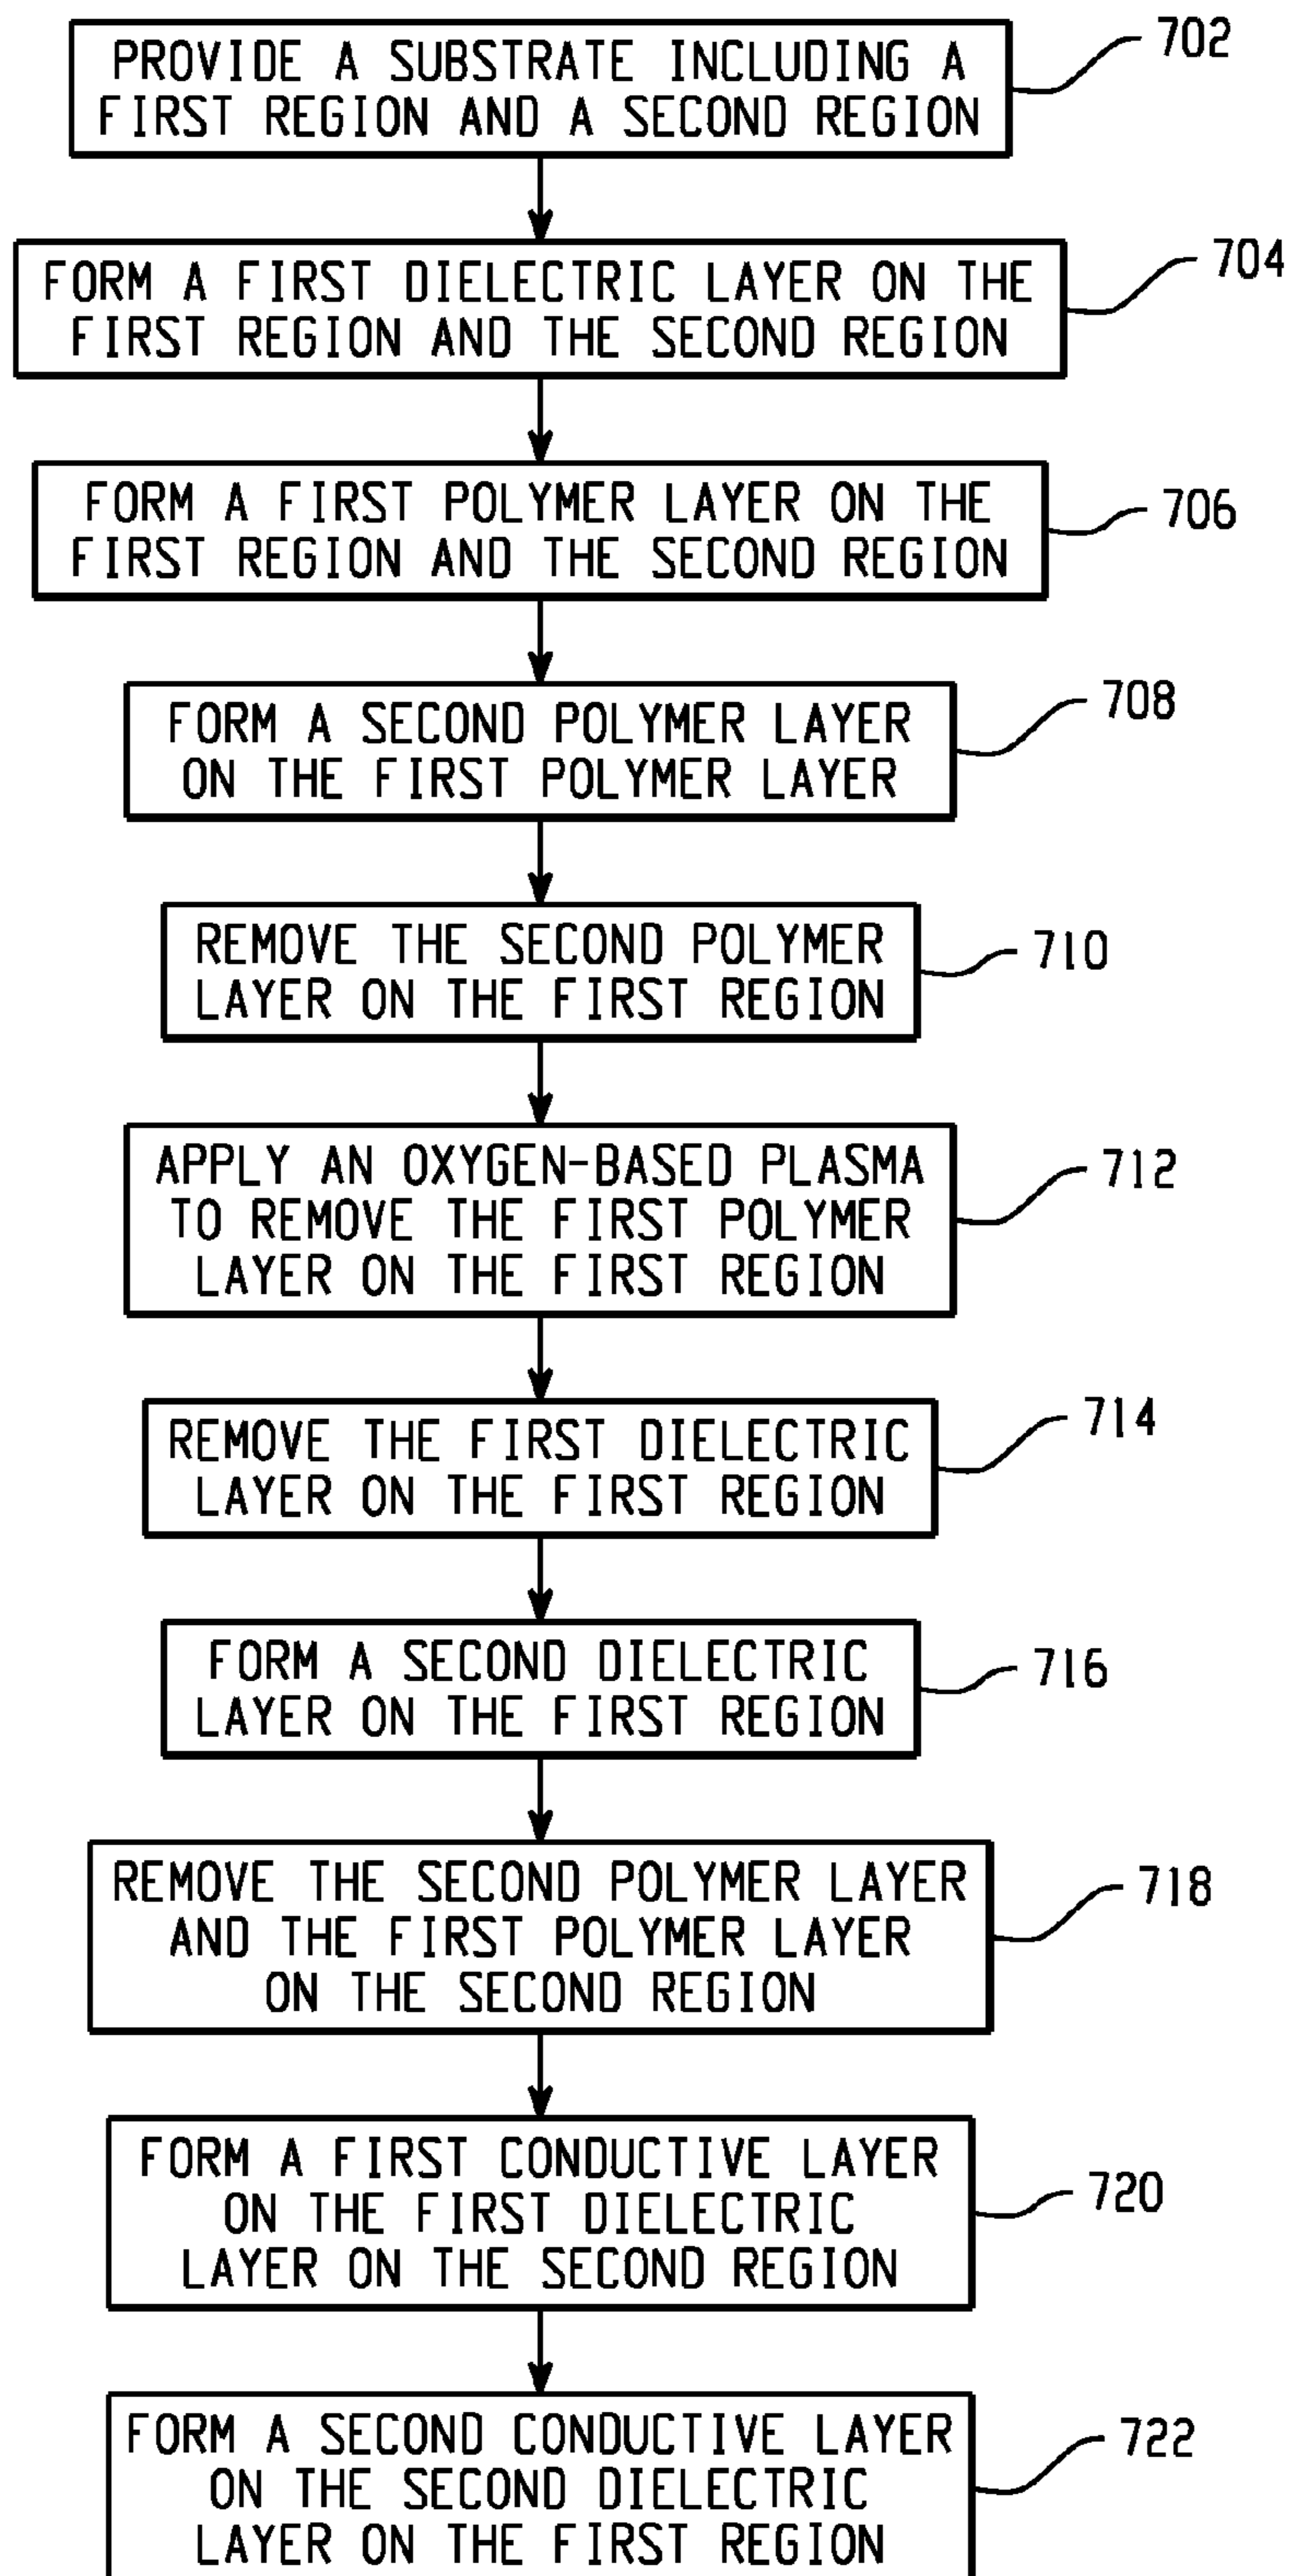 PROVIDE A SUBSTRATE INCLUDING A
FIRST REGION AND A SECOND REGION
702
FORM A FIRST DIELECTRIC LAYER ON THE
FIRST REGION AND THE SECOND REGION
704
FORM A FIRST POLYMER LAYER ON THE
FIRST REGION AND THE SECOND REGION
706
FORM A SECOND POLYMER LAYER
ON THE FIRST POLYMER LAYER
708
REMOVE THE SECOND POLYMER
LAYER ON THE FIRST REGION
710
APPLY AN OXYGEN-BASED PLASMA
TO REMOVE THE FIRST POLYMER
LAYER ON THE FIRST REGION
712
REMOVE THE FIRST DIELECTRIC
LAYER ON THE FIRST REGION
714
FORM A SECOND DIELECTRIC
LAYER ON THE FIRST REGION
716
REMOVE THE SECOND POLYMER LAYER
AND THE FIRST POLYMER LAYER
ON THE SECOND REGION
718
FORM A FIRST CONDUCTIVE LAYER
ON THE FIRST DIELECTRIC
LAYER ON THE SECOND REGION
720
FORM A SECOND CONDUCTIVE LAYER
ON THE SECOND DIELECTRIC
LAYER ON THE FIRST REGION
722